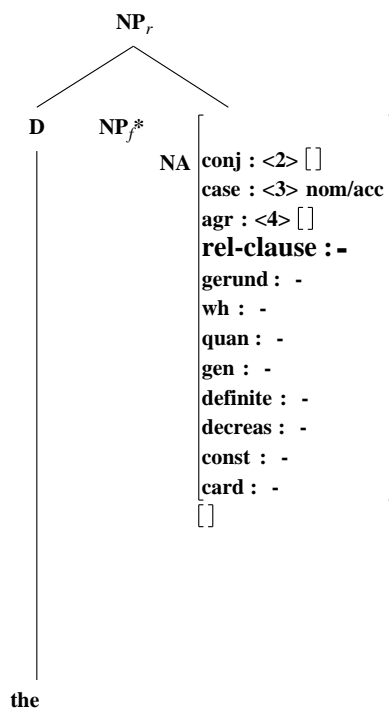 NP_r
D NP_f*
NA conj : <2> []
case : <3> nom/acc
agr : <4> []
rel-clause : -
gerund : -
wh : -
quan : -
gen : -
definite : -
decreas : -
const : -
card : -
[]
the